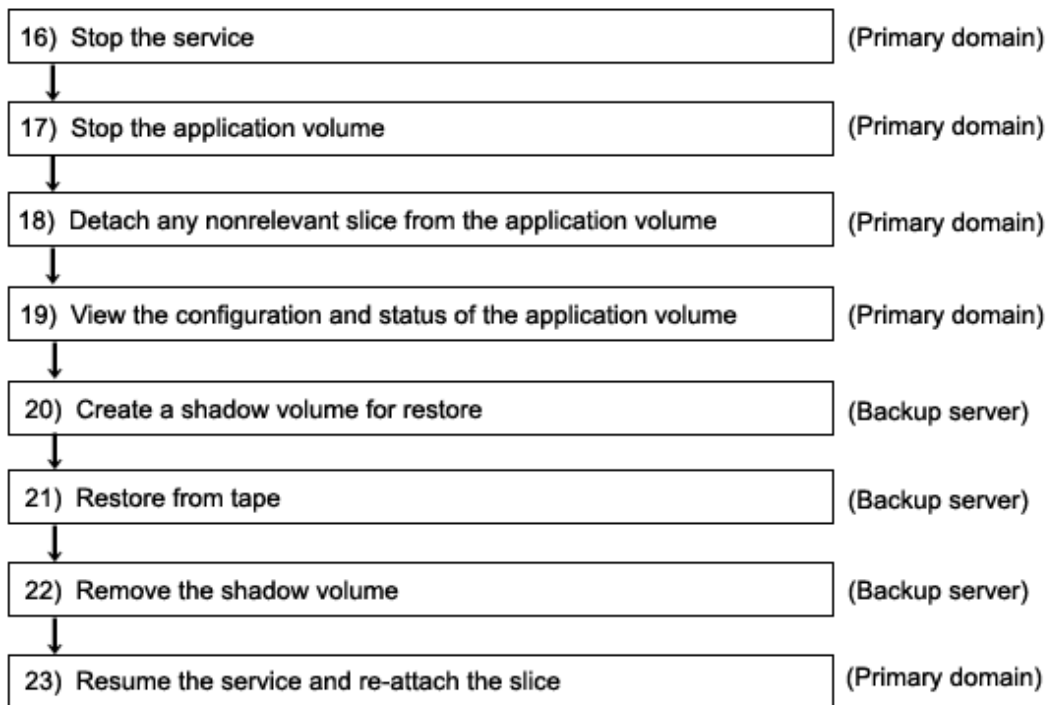 16) Stop the service (Primary domain)
17) Stop the application volume (Primary domain)
18) Detach any nonrelevant slice from the application volume (Primary domain)
19) View the configuration and status of the application volume (Primary domain)
20) Create a shadow volume for restore (Backup server)
21) Restore from tape (Backup server)
22) Remove the shadow volume (Backup server)
23) Resume the service and re-attach the slice (Primary domain)